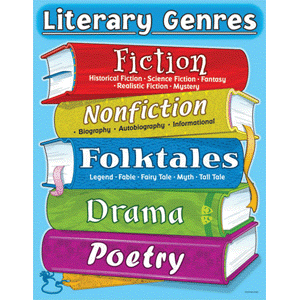 Literary Genres
Fiction
Historical Fiction • Science Fiction • Fantasy
• Realistic Fiction • Mystery
Nonfiction
• Biography • Autobiography • Informational
Folktales
Legend • Fable • Fairy Tale • Myth • Tall Tale
Drama
Poetry